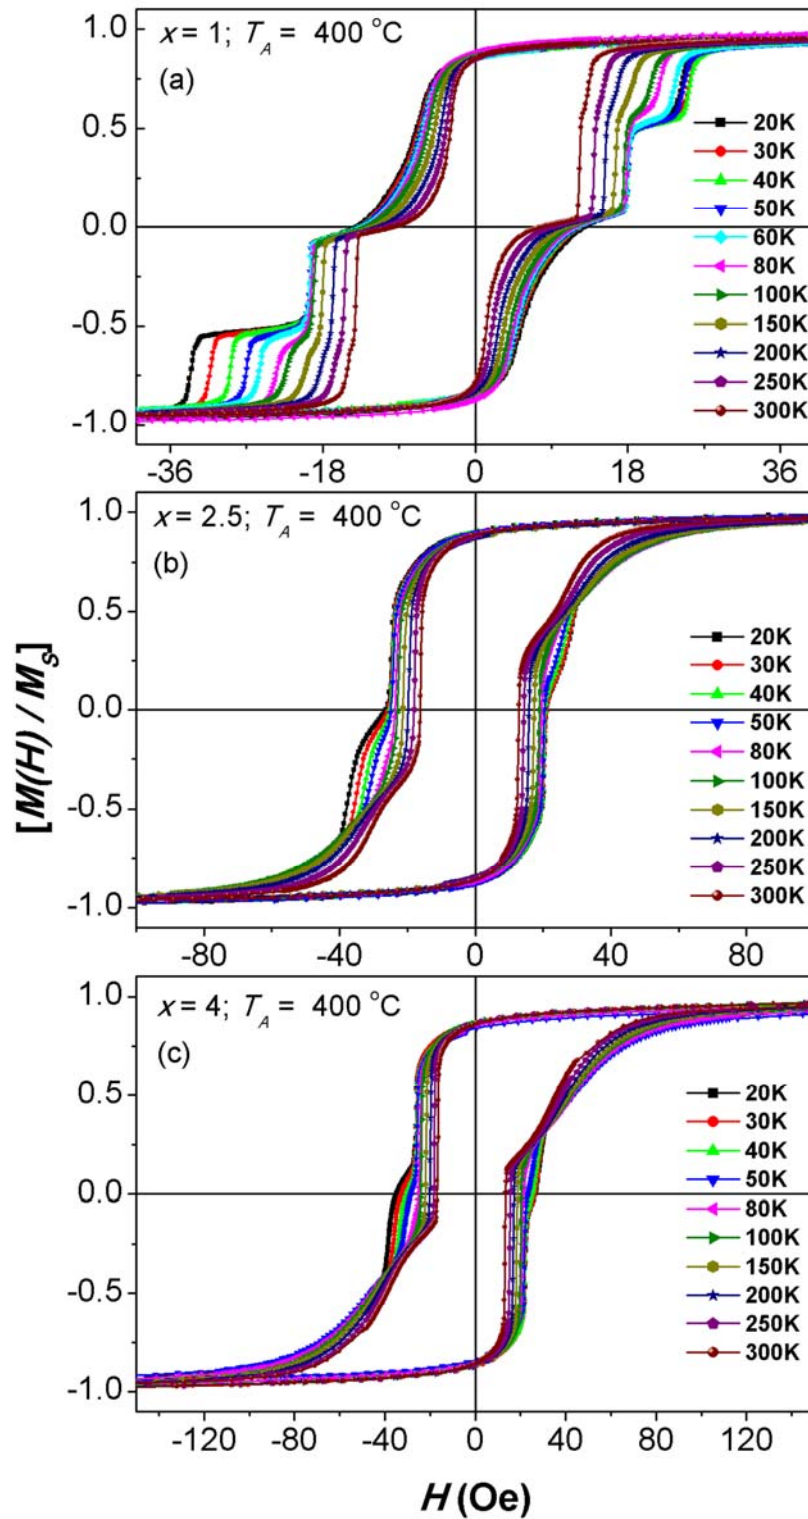 x = 1; T_A = 400 °C
(a)
1.0
0.5
0.0
-0.5
-1.0
20K
30K
40K
50K
60K
80K
100K
150K
200K
250K
300K
-36 -18 0 18 36
x = 2.5; T_A = 400 °C
(b)
1.0
0.5
0.0
-0.5
-1.0
20K
30K
40K
50K
80K
100K
150K
200K
250K
300K
-80 -40 0 40 80
[M(H) / M_S]
x = 4; T_A = 400 °C
(c)
1.0
0.5
0.0
-0.5
-1.0
20K
30K
40K
50K
80K
100K
150K
200K
250K
300K
-120 -80 -40 0 40 80 120
H (Oe)